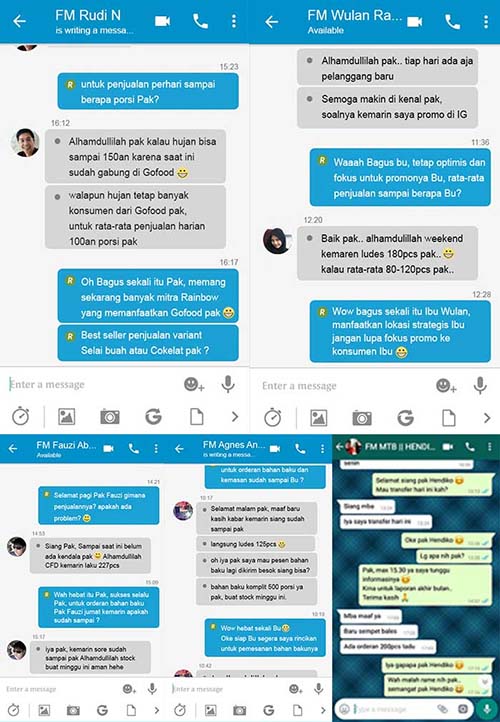 FM Rudi N
is writing a messa...
15:23
R untuk penjualan perhari sampai
berapa porsi Pak?
16:12
Alhamdullilah pak kalau hujan bisa
sampai 150an karena saat ini
sudah gabung di Gofood
walapun hujan tetap banyak
konsumen dari Gofood pak,
untuk rata-rata penjualan harian
100an porsi pak
16:17
R Oh Bagus sekali itu Pak, memang
sekarang banyak mitra Rainbow
yang memanfaatkan Gofood pak
R Best seller penjualan variant
Selai buah atau Cokelat pak ?
Enter a message
FM Wulan Ra...
Available
Alhamdullilah pak.. tiap hari ada aja
pelanggang baru
Semoga makin di kenal pak,
soalnya kemarin saya promo di IG
11:36
R Waaah Bagus bu, tetap optimis dan
fokus untuk promonya Bu, rata-rata
penjualan sampai berapa Bu?
12.20
Baik pak.. alhamdulillah weekend
kemaren ludes 180pcs pak..
kalau rata-rata 80-120pcs pak..
12:28
R Wow bagus sekali itu Ibu Wulan,
manfaatkan lokasi strategis Ibu
jangan lupa fokus promo ke
konsumen Ibu
Enter a message
FM Fauzi Ab...
Available
14:21
R Selamat pagi Pak Fauzi gimana
penjualannya? apakah ada
problem?
14:53
Siang Pak, Sampai saat ini belum
ada kendala pak Alhamdulillah
CFD kemarin laku 227pcs
15:09
R Wah hebat itu Pak, sukses selalu
Pak, untuk orderan bahan baku
Pak Fauzi jumat kemarin apakah
sudah sampai ?
15:17
iya pak, kemarin sore sudah
sampai pak Alhamdulillah stock
buat minggu ini aman hehe
Enter a message
FM Agnes An...
is writing a messa...
untuk orderan bahan baku dan
kemasan sudah sampai Bu ?
10:17
Selamat malam pak, maaf baru
kasih kabar kemarin siang sudah
sampai pak
langsung ludes 125pcs
oh iya pak saya mau pesen bahan
baku lagi dikirim besok siang bisa?
bahan baku komplit 500 porsi ya
pak, buat stock minggu ini.
10:19
R Wow hebat sekali Bu
Oke siap Bu segera saya rincikan
untuk pemesanan bahan bakunya
10:42
Enter a message
FM MTB || HENDI...
senin
Selamat siang pak Hendiko
Mau transfer hari ini kah?
Siang mbe
Iya saya transfer hari ini
Oke pak Hendiko
Lg apa nih pak?
Pak, max 15.30 ya saya tunggu
informasinya
Krna untuk laporan akhir bulan..
Terima kasih
Mba maaf ya
Baru sempet bales
Ada orderan 200pcs tadu
Iya gapapa pak Hendiko
Wah malah rame nih pak..
semangat pak Hendiko
Type a message